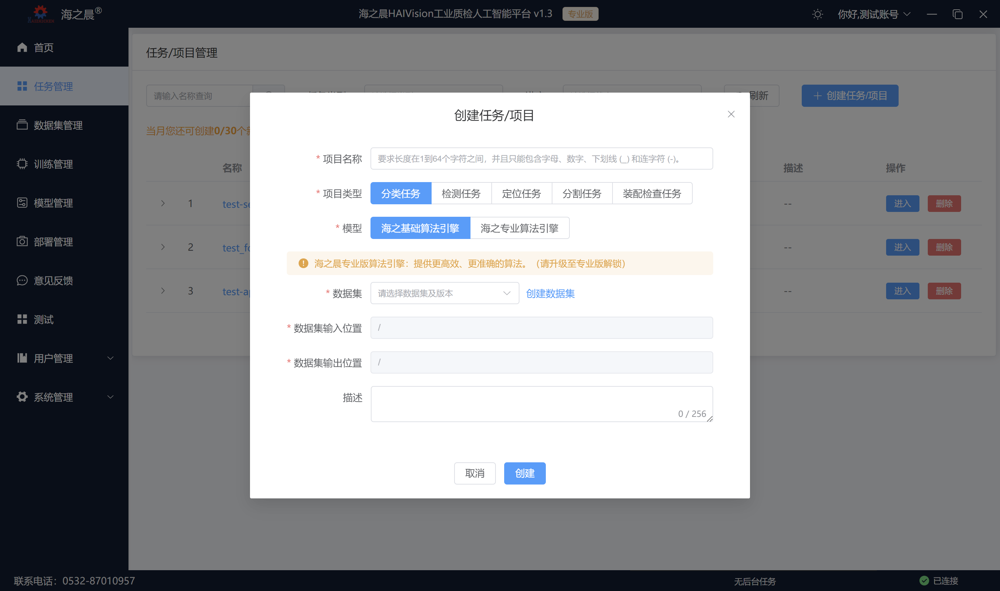 HAIZHICHEN 海之晨®
海之晨HAIVision工业质检人工智能平台 v1.3 专业版
你好,测试账号
首页
任务管理
数据集管理
训练管理
模型管理
部署管理
意见反馈
测试
用户管理
系统管理
任务/项目管理
请输入名称查询
刷新
创建任务/项目
当月您还可创建0/30个
名称 描述 操作
1 test-se -- 进入 删除
2 test_fo -- 进入 删除
3 test-ap -- 进入 删除
创建任务/项目
* 项目名称 要求长度在1到64个字符之间，并且只能包含字母、数字、下划线 (_) 和连字符 (-)。
* 项目类型 分类任务 检测任务 定位任务 分割任务 装配检查任务
* 模型 海之基础算法引擎 海之专业算法引擎
海之晨专业版算法引擎：提供更高效、更准确的算法。（请升级至专业版解锁）
* 数据集 请选择数据集及版本 创建数据集
* 数据集输入位置 /
* 数据集输出位置 /
描述
0 / 256
取消 创建
联系电话：0532-87010957
无后台任务
已连接